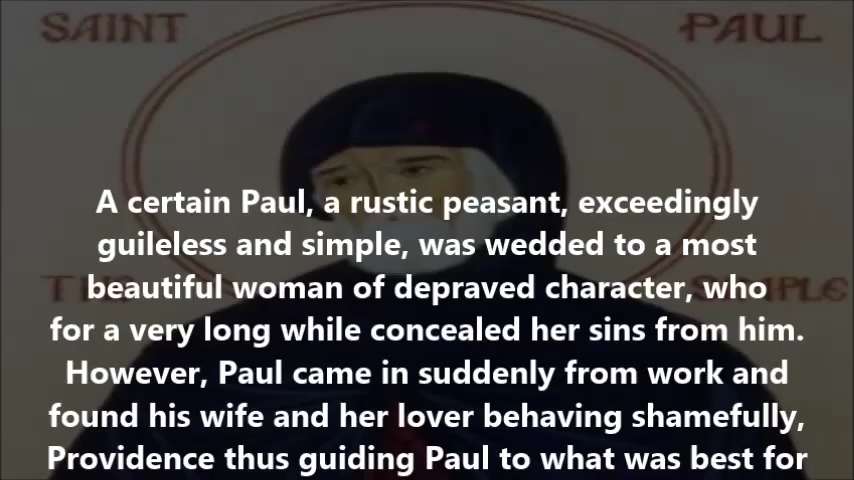 SAINT PAUL
A certain Paul, a rustic peasant, exceedingly
guileless and simple, was wedded to a most
beautiful woman of depraved character, who
for a very long while concealed her sins from him.
However, Paul came in suddenly from work and
found his wife and her lover behaving shamefully,
Providence thus guiding Paul to what was best for